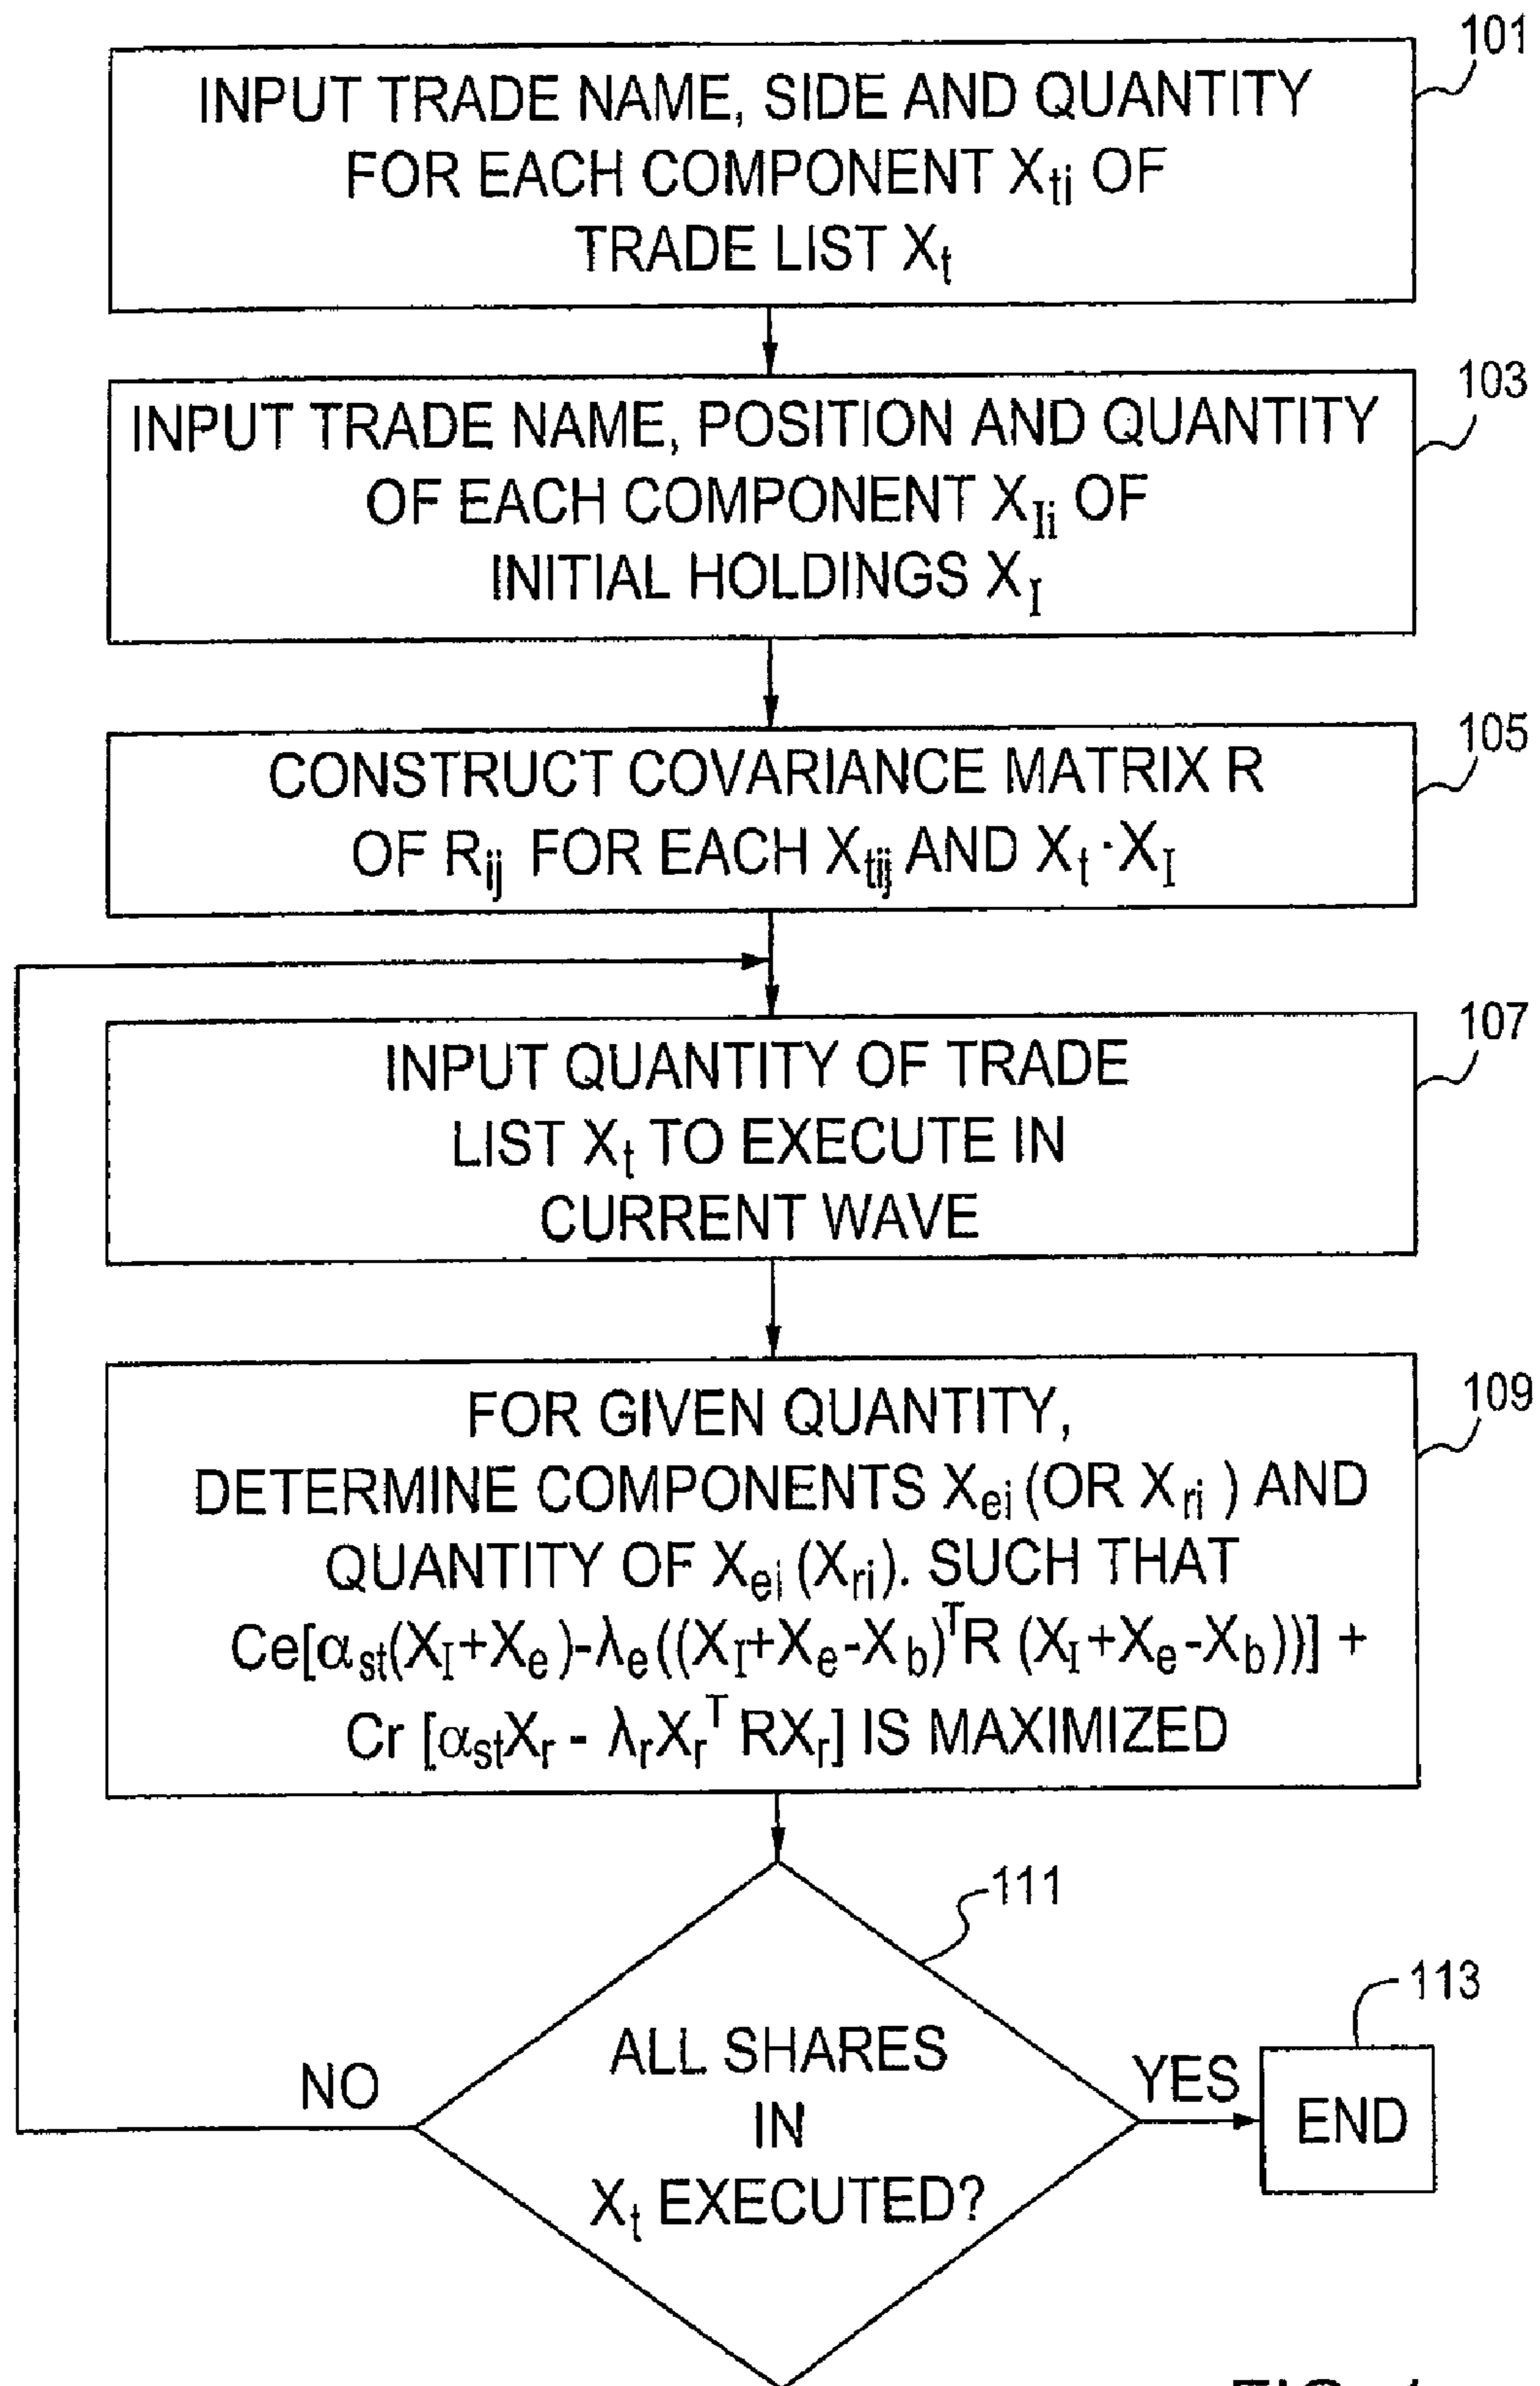 101
INPUT TRADE NAME, SIDE AND QUANTITY
FOR EACH COMPONENT Xti OF
TRADE LIST Xt
103
INPUT TRADE NAME, POSITION AND QUANTITY
OF EACH COMPONENT XIi OF
INITIAL HOLDINGS XI
105
CONSTRUCT COVARIANCE MATRIX R
OF Rij FOR EACH Xtij AND Xt·XI
107
INPUT QUANTITY OF TRADE
LIST Xt TO EXECUTE IN
CURRENT WAVE
109
FOR GIVEN QUANTITY,
DETERMINE COMPONENTS Xei (OR Xri ) AND
QUANTITY OF Xei (Xri). SUCH THAT
Ce[αst(XI+Xe)-λe((XI+Xe-Xb)ᵀR (XI+Xe-Xb))] +
Cr [αstXr - λrXrᵀ RXr] IS MAXIMIZED
111
ALL SHARES
IN
Xt EXECUTED?
NO
YES
113
END